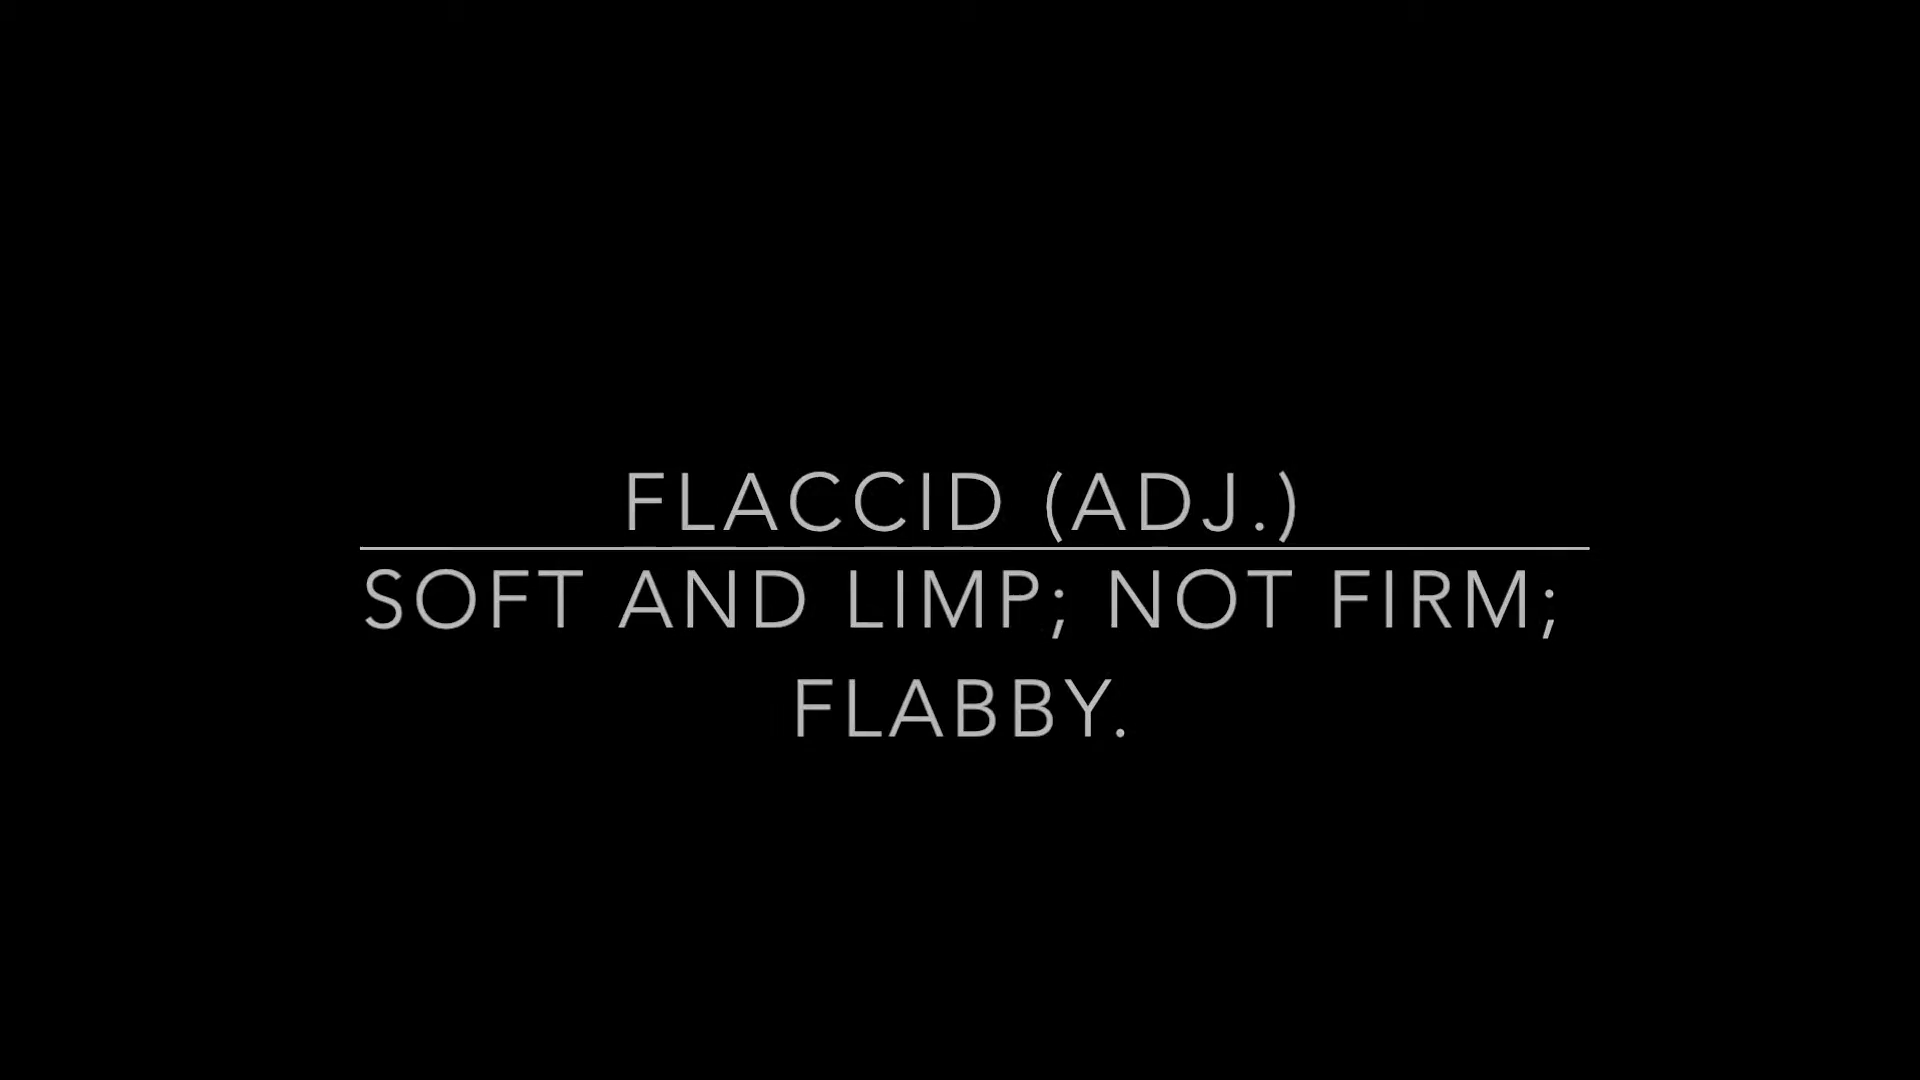 FLACCID (ADJ.)
SOFT AND LIMP; NOT FIRM;
FLABBY.